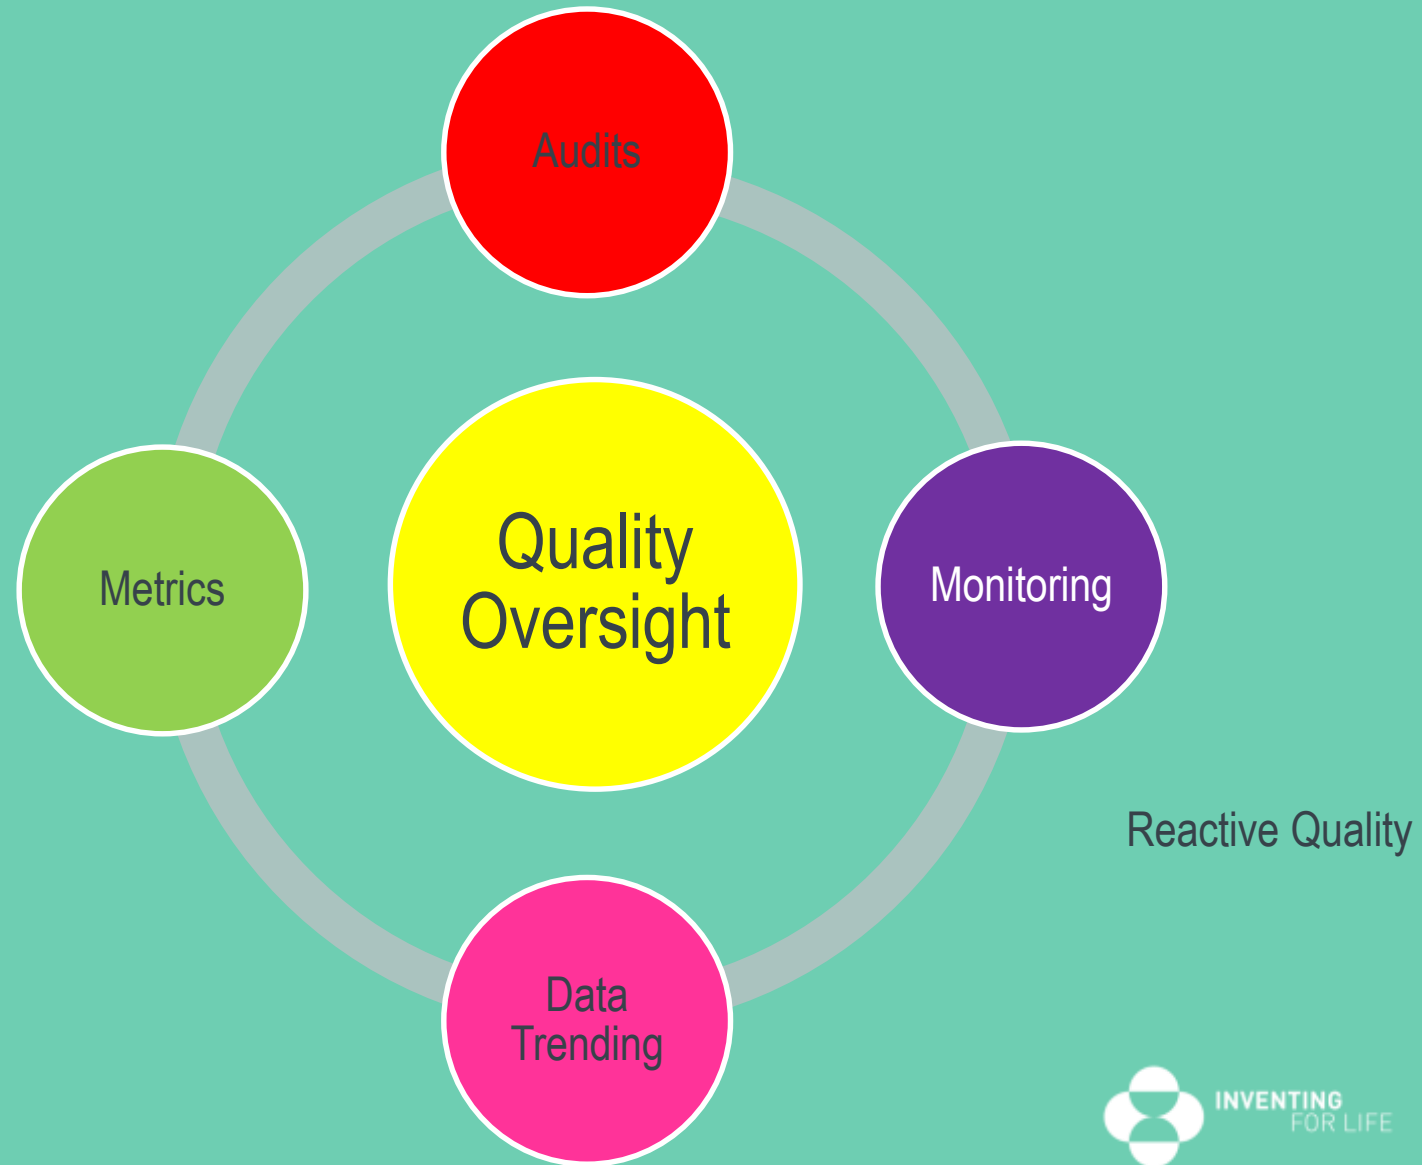 Audits
Metrics
Quality
Oversight
Monitoring
Reactive Quality
Data
Trending
INVENTING
FOR LIFE